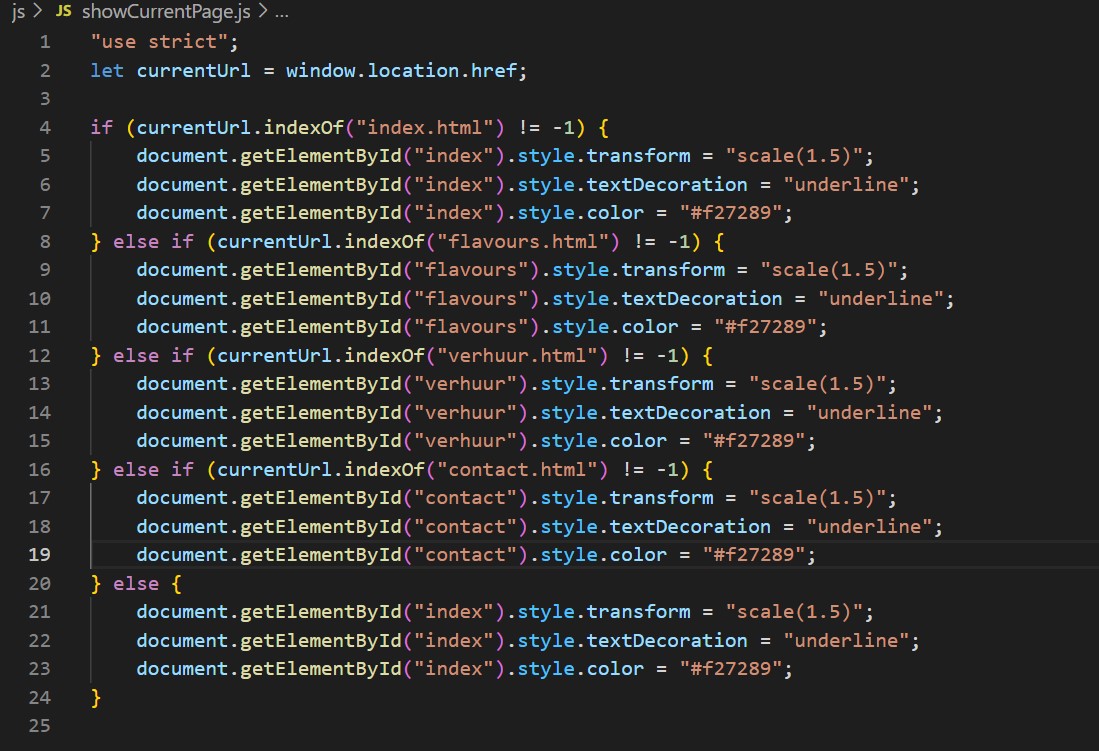 js > JS showCurrentPage.js > ...
1 "use strict";
2 let currentUrl = window.location.href;
3
4 if (currentUrl.indexOf("index.html") != -1) {
5     document.getElementById("index").style.transform = "scale(1.5)";
6     document.getElementById("index").style.textDecoration = "underline";
7     document.getElementById("index").style.color = "#f27289";
8 } else if (currentUrl.indexOf("flavours.html") != -1) {
9     document.getElementById("flavours").style.transform = "scale(1.5)";
10     document.getElementById("flavours").style.textDecoration = "underline";
11     document.getElementById("flavours").style.color = "#f27289";
12 } else if (currentUrl.indexOf("verhuur.html") != -1) {
13     document.getElementById("verhuur").style.transform = "scale(1.5)";
14     document.getElementById("verhuur").style.textDecoration = "underline";
15     document.getElementById("verhuur").style.color = "#f27289";
16 } else if (currentUrl.indexOf("contact.html") != -1) {
17     document.getElementById("contact").style.transform = "scale(1.5)";
18     document.getElementById("contact").style.textDecoration = "underline";
19     document.getElementById("contact").style.color = "#f27289";
20 } else {
21     document.getElementById("index").style.transform = "scale(1.5)";
22     document.getElementById("index").style.textDecoration = "underline";
23     document.getElementById("index").style.color = "#f27289";
24 }
25